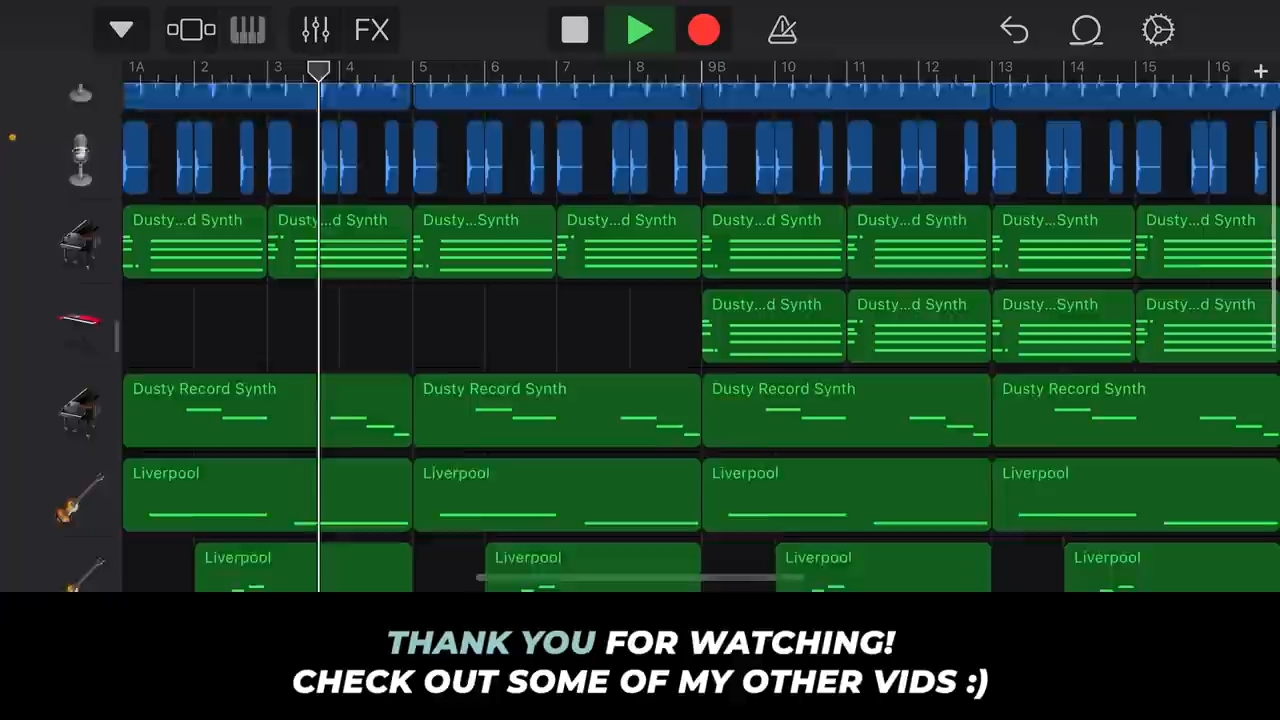 FX
1A 2 3 4 5 6 7 8 9B 10 11 12 13 14 15 16 +
Dusty...d Synth Dusty...d Synth Dusty...Synth Dusty...d Synth Dusty...d Synth Dusty...d Synth Dusty...Synth Dusty...d Synth
Dusty...d Synth Dusty...d Synth Dusty...Synth Dusty...d Synth
Dusty Record Synth Dusty Record Synth Dusty Record Synth Dusty Record Synth
Liverpool Liverpool Liverpool Liverpool
Liverpool Liverpool Liverpool Liverpool
THANK YOU FOR WATCHING!
CHECK OUT SOME OF MY OTHER VIDS :)